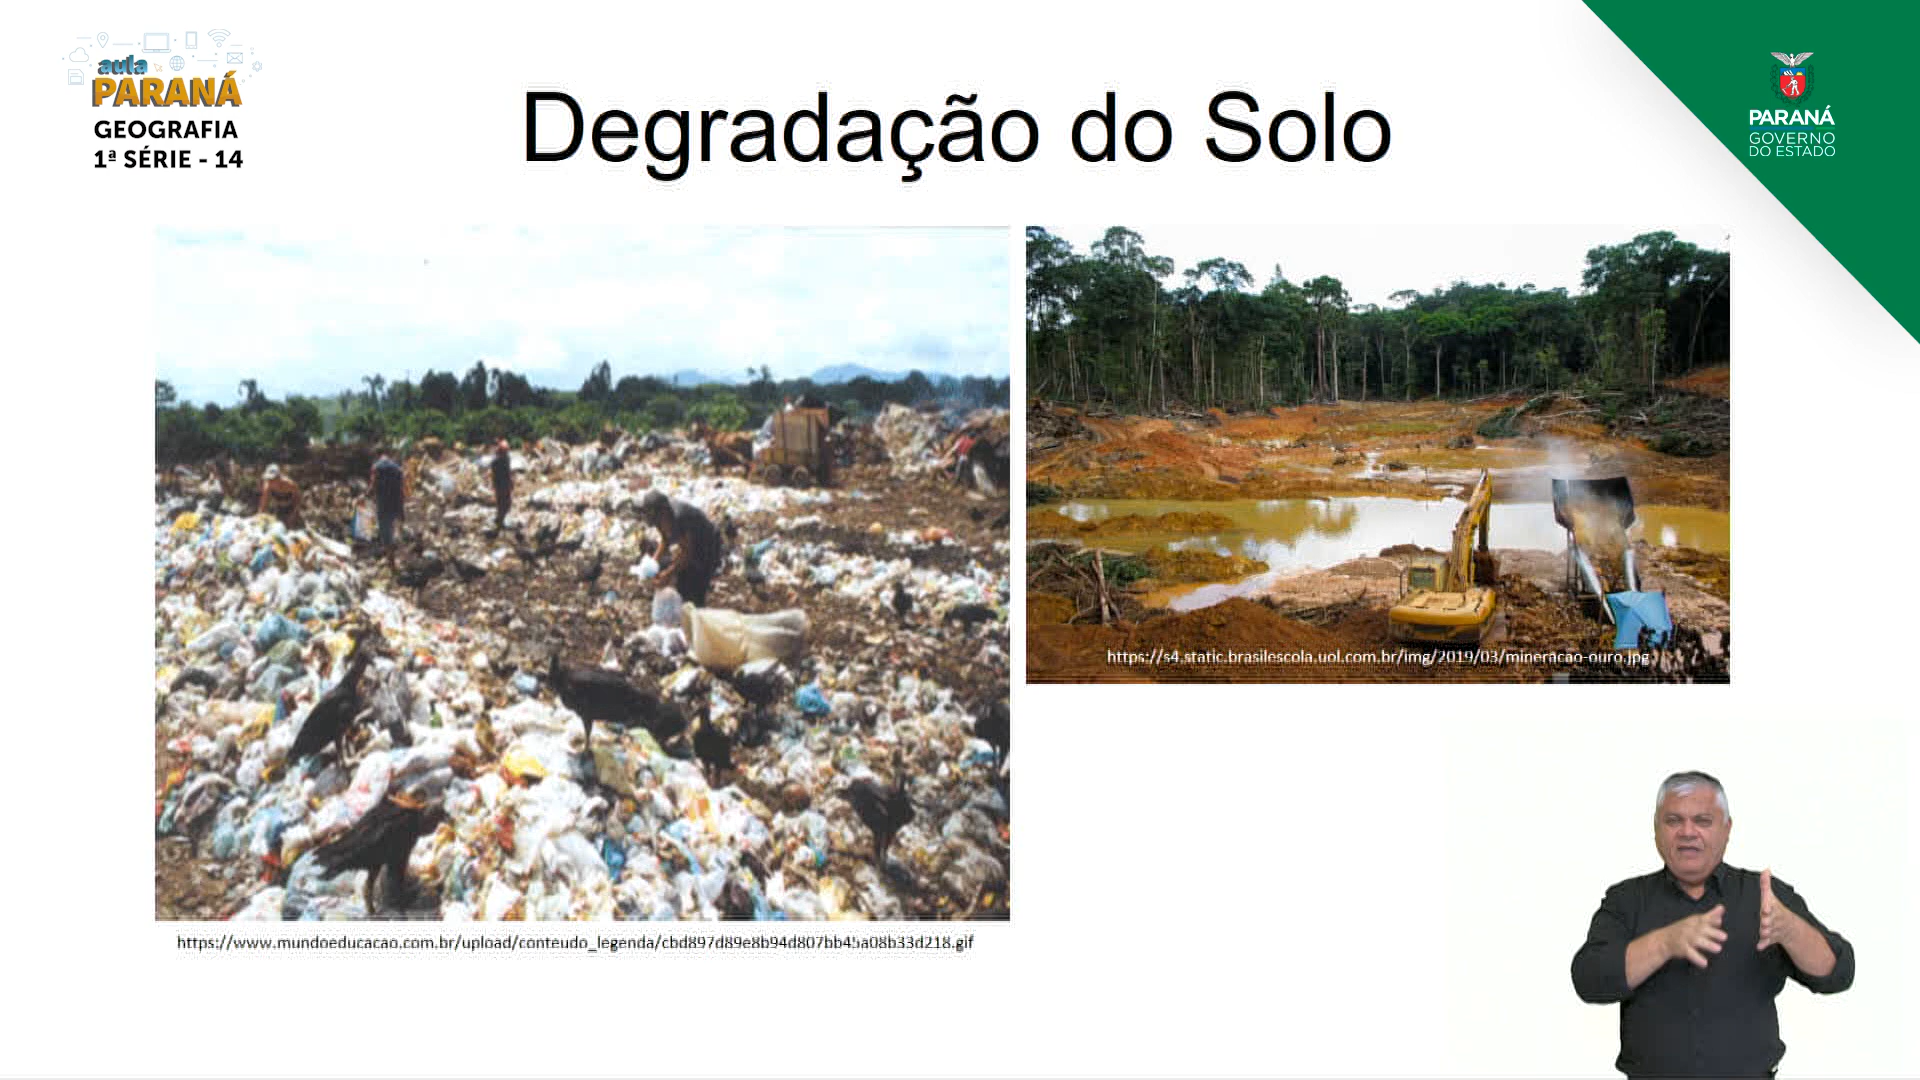 aula
PARANÁ
GEOGRAFIA
1ª SÉRIE - 14
Degradação do Solo
PARANÁ
GOVERNO
DO ESTADO
https://s4.static.brasilescola.uol.com.br/img/2019/03/mineracao-ouro.jpg
https://www.mundoeducacao.com.br/upload/conteudo_legenda/cbd897d89e8b94d807bb45a08b33d218.gif